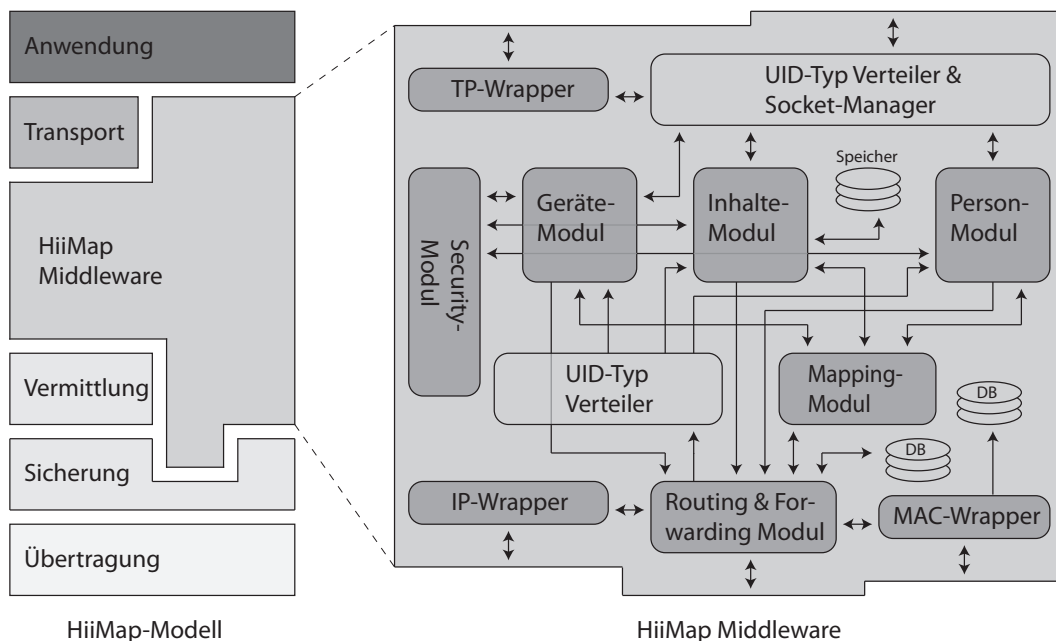 Anwendung
Transport
HiiMap
Middleware
Vermittlung
Sicherung
Übertragung
HiiMap-Modell
TP-Wrapper
UID-Typ Verteiler &
Socket-Manager
Speicher
Security-
Modul
Geräte-
Modul
Inhalte-
Modul
Person-
Modul
UID-Typ
Verteiler
Mapping-
Modul
DB
DB
IP-Wrapper
Routing & For-
warding Modul
MAC-Wrapper
HiiMap Middleware